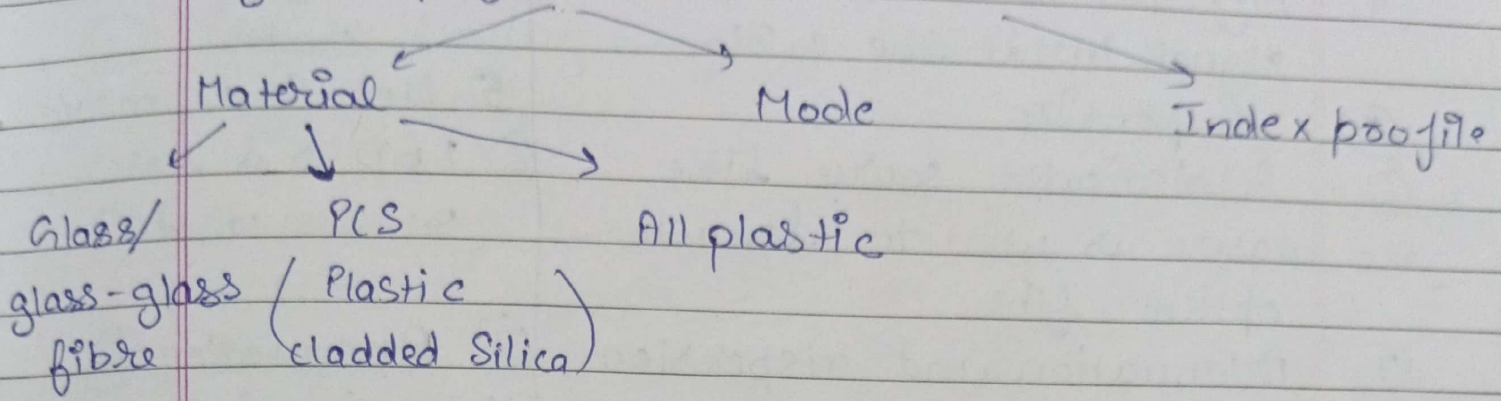 Material Mode Index profile
Glass/ PCS All plastic
glass-glass (Plastic
fibre cladded Silica)